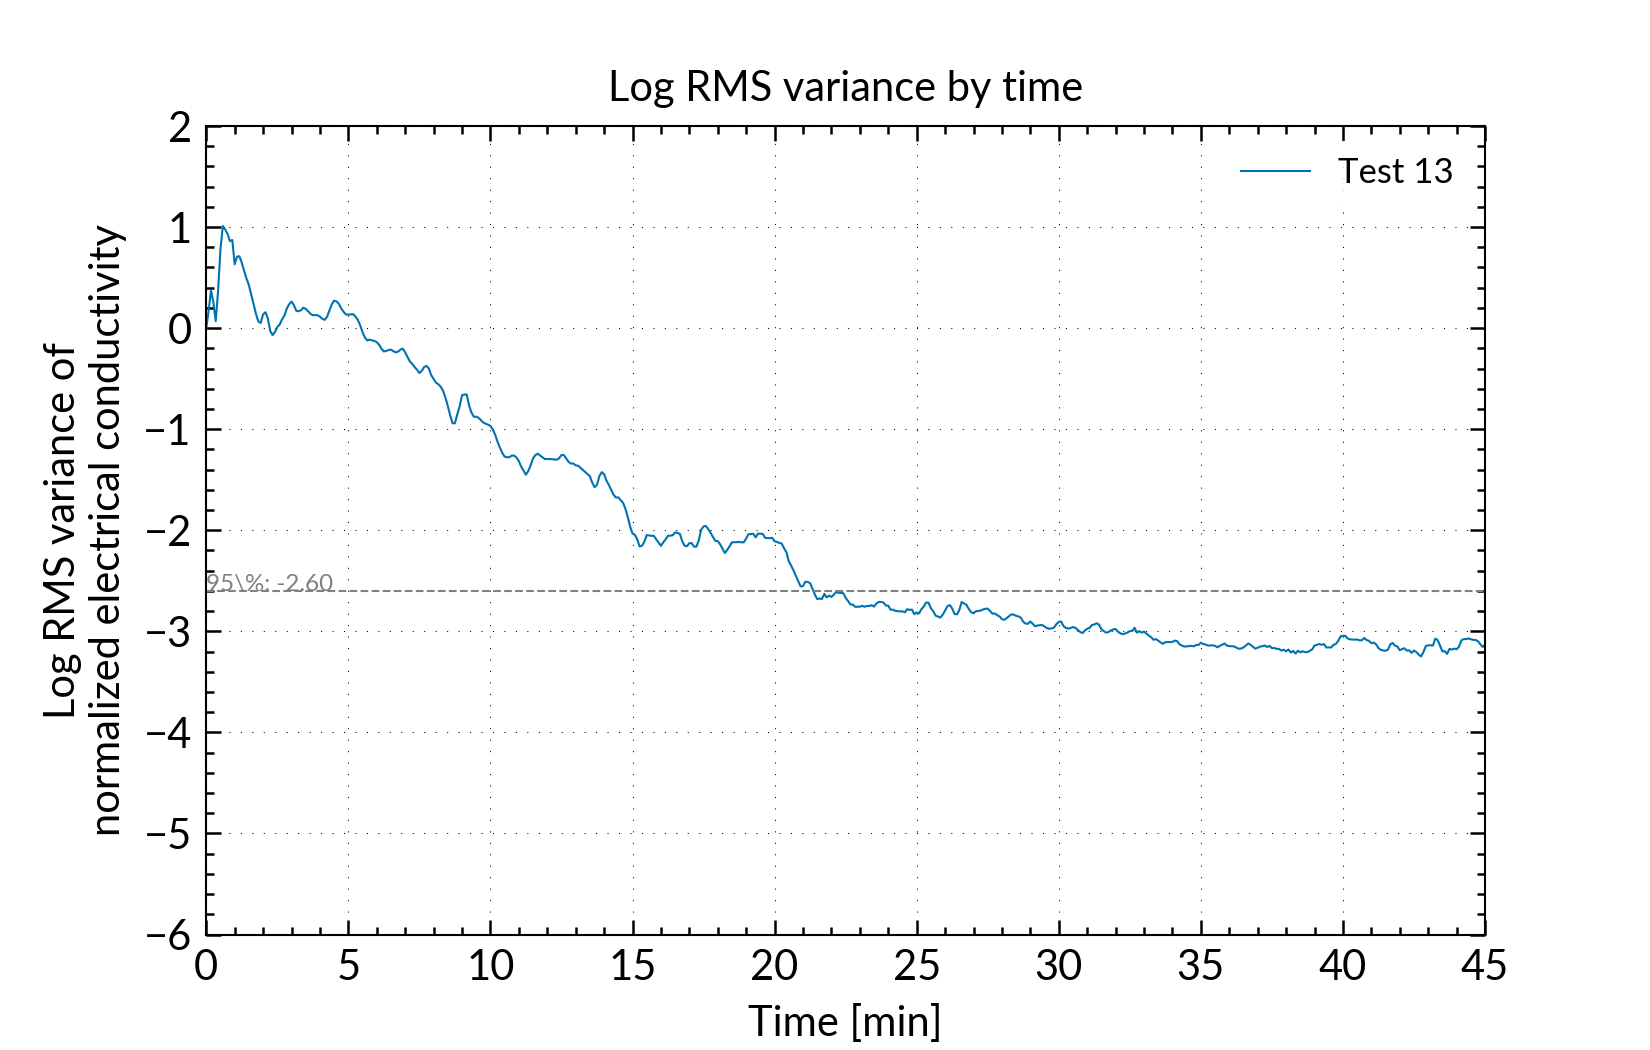 Log RMS variance by time
2
1
0
−1
−2
−3
−4
−5
−6
Log RMS variance of
normalized electrical conductivity
Test 13
95\%: -2.60
0 5 10 15 20 25 30 35 40 45
Time [min]